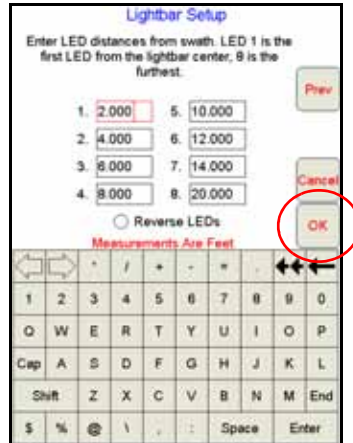 Lightbar Setup
Enter LED distances from swath. LED 1 is the
first LED from the lightbar center, 8 is the
furthest.
Prev
1. 2.000 5. 10.000
2. 4.000 6. 12.000
3. 6.000 7. 14.000
4. 8.000 8. 20.000
Cancel
Reverse LEDs
OK
Measurements Are Feet
1 2 3 4 5 6 7 8 9 0
Q W E R T Y U I O P
Cap A S D F G H J K L
Shift Z X C V B N M End
$ % @ \ , : Space Enter